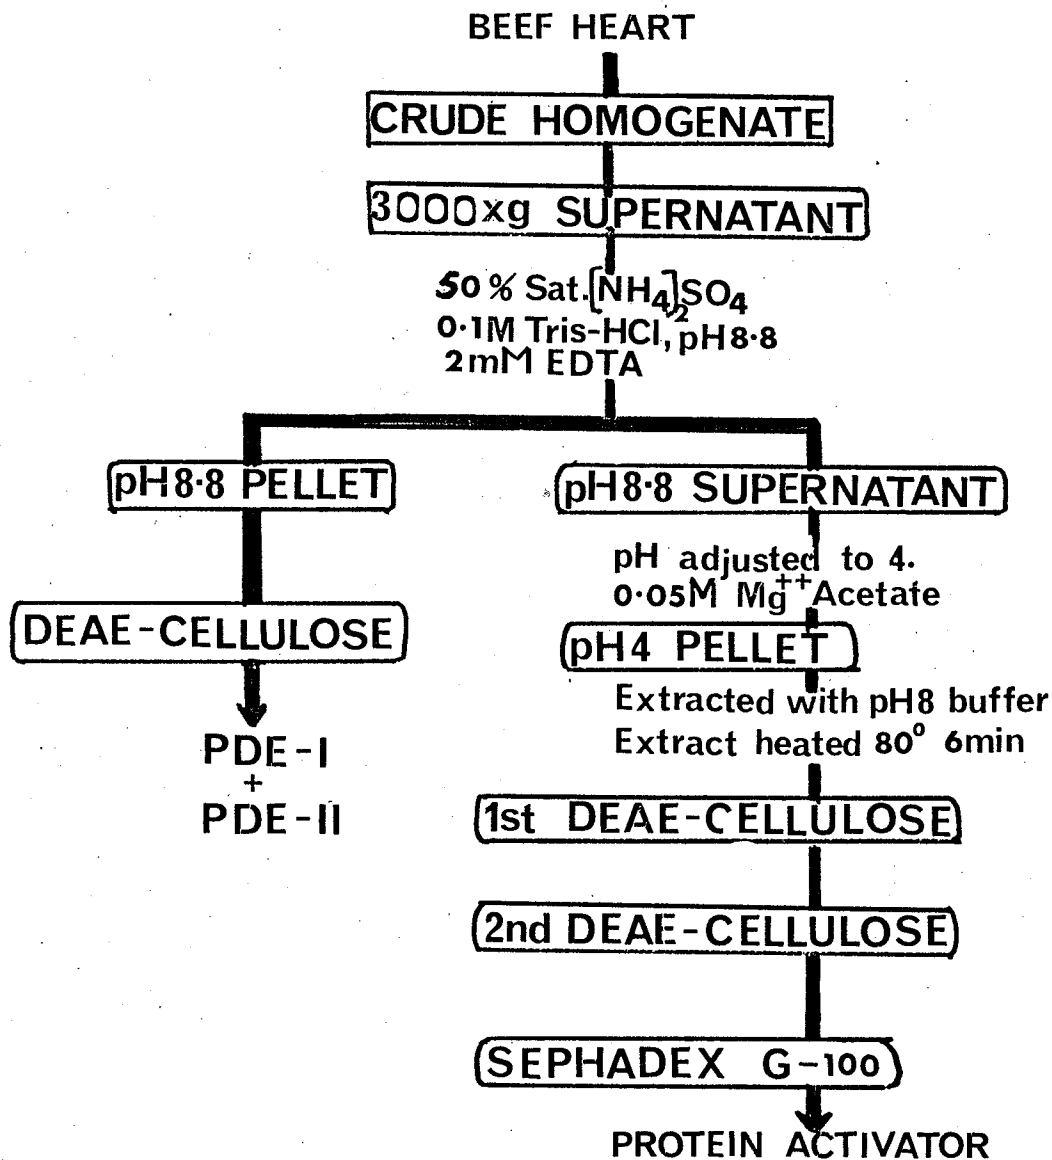 BEEF HEART
CRUDE HOMOGENATE
3000xg SUPERNATANT
50% Sat.[NH4]2SO4
0.1M Tris-HCl, pH8.8
2mM EDTA
pH8.8 PELLET
DEAE-CELLULOSE
PDE-I
+
PDE-II
pH8.8 SUPERNATANT
pH adjusted to 4.
0.05M Mg++Acetate
pH4 PELLET
Extracted with pH8 buffer
Extract heated 80° 6min
1st DEAE-CELLULOSE
2nd DEAE-CELLULOSE
SEPHADEX G-100
PROTEIN ACTIVATOR